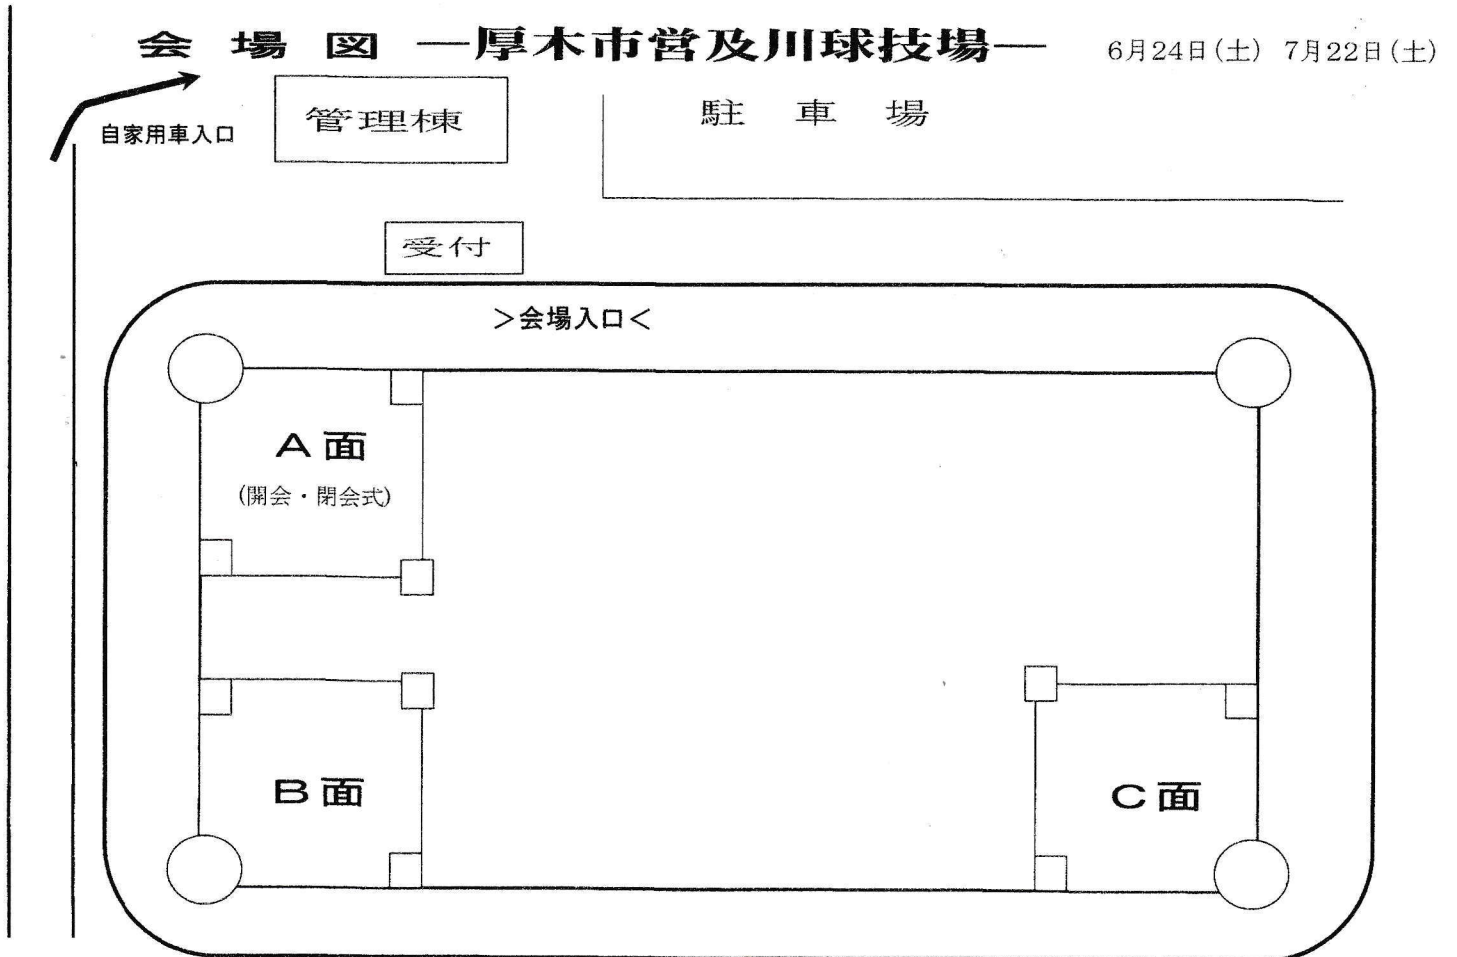 会場図 ―厚木市営及川球技場― 6月24日(土) 7月22日(土)
自家用車入口
管理棟
駐車場
受付
＞会場入口＜
A面
(開会・閉会式)
B面
C面